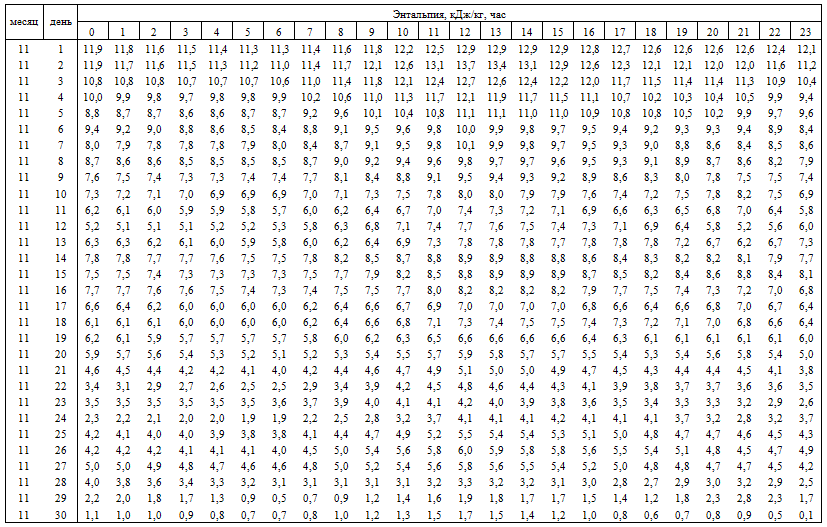 месяц день Энтальпия, кДж/кг, час
0 1 2 3 4 5 6 7 8 9 10 11 12 13 14 15 16 17 18 19 20 21 22 23
11 1 11,9 11,8 11,6 11,5 11,4 11,3 11,3 11,4 11,6 11,8 12,2 12,5 12,9 12,9 12,9 12,9 12,8 12,7 12,6 12,6 12,6 12,6 12,4 12,1
11 2 11,9 11,7 11,6 11,5 11,3 11,2 11,0 11,4 11,7 12,1 12,6 13,1 13,7 13,4 13,1 12,9 12,6 12,3 12,1 12,1 12,0 12,0 11,6 11,2
11 3 10,8 10,8 10,8 10,7 10,7 10,7 10,6 11,0 11,4 11,8 12,1 12,4 12,7 12,6 12,4 12,2 12,0 11,7 11,5 11,4 11,4 11,3 10,9 10,4
11 4 10,0 9,9 9,8 9,7 9,8 9,8 9,9 10,2 10,6 11,0 11,3 11,7 12,1 11,9 11,7 11,5 11,1 10,7 10,2 10,3 10,4 10,5 9,9 9,4
11 5 8,8 8,7 8,7 8,6 8,6 8,7 8,7 9,2 9,6 10,1 10,4 10,8 11,1 11,1 11,0 11,0 10,9 10,8 10,8 10,5 10,2 9,9 9,7 9,6
11 6 9,4 9,2 9,0 8,8 8,6 8,5 8,4 8,8 9,1 9,5 9,6 9,8 10,0 9,9 9,8 9,7 9,5 9,4 9,2 9,3 9,3 9,4 8,9 8,4
11 7 8,0 7,9 7,8 7,8 7,8 7,9 8,0 8,4 8,7 9,1 9,5 9,8 10,1 9,9 9,8 9,7 9,5 9,3 9,0 8,8 8,6 8,4 8,5 8,6
11 8 8,7 8,6 8,6 8,5 8,5 8,5 8,5 8,7 9,0 9,2 9,4 9,6 9,8 9,7 9,7 9,6 9,5 9,3 9,1 8,9 8,7 8,6 8,2 7,9
11 9 7,6 7,5 7,4 7,3 7,3 7,4 7,4 7,7 8,1 8,4 8,8 9,1 9,5 9,4 9,3 9,2 8,9 8,6 8,3 8,0 7,8 7,5 7,5 7,4
11 10 7,3 7,2 7,1 7,0 6,9 6,9 6,9 7,0 7,1 7,3 7,5 7,8 8,0 8,0 7,9 7,9 7,6 7,4 7,2 7,5 7,8 8,2 7,5 6,9
11 11 6,2 6,1 6,0 5,9 5,9 5,8 5,7 6,0 6,2 6,4 6,7 7,0 7,4 7,3 7,2 7,1 6,9 6,6 6,3 6,5 6,8 7,0 6,4 5,8
11 12 5,2 5,1 5,1 5,1 5,2 5,2 5,3 5,8 6,3 6,8 7,1 7,4 7,7 7,6 7,5 7,4 7,3 7,1 6,9 6,4 5,8 5,2 5,6 6,0
11 13 6,3 6,3 6,2 6,1 6,0 5,9 5,8 6,0 6,2 6,4 6,9 7,3 7,8 7,8 7,8 7,7 7,8 7,8 7,8 7,2 6,7 6,2 6,7 7,3
11 14 7,8 7,8 7,7 7,7 7,6 7,5 7,5 7,8 8,2 8,5 8,7 8,8 8,9 8,9 8,8 8,8 8,6 8,4 8,3 8,2 8,2 8,1 7,9 7,7
11 15 7,5 7,5 7,4 7,3 7,3 7,3 7,3 7,5 7,7 7,9 8,2 8,5 8,8 8,9 8,9 8,9 8,7 8,5 8,2 8,4 8,6 8,8 8,4 8,1
11 16 7,7 7,7 7,6 7,6 7,5 7,4 7,3 7,4 7,5 7,5 7,7 8,0 8,2 8,2 8,2 8,2 7,9 7,7 7,5 7,4 7,3 7,2 7,0 6,8
11 17 6,6 6,4 6,2 6,0 6,0 6,0 6,0 6,2 6,4 6,6 6,7 6,9 7,0 7,0 7,0 7,0 6,8 6,6 6,4 6,6 6,8 7,0 6,7 6,4
11 18 6,1 6,1 6,1 6,0 6,0 6,0 6,0 6,2 6,4 6,6 6,8 7,1 7,3 7,4 7,5 7,5 7,4 7,3 7,2 7,1 7,0 6,8 6,6 6,4
11 19 6,2 6,1 5,9 5,7 5,7 5,7 5,7 5,8 6,0 6,2 6,3 6,5 6,6 6,6 6,6 6,6 6,4 6,3 6,1 6,1 6,1 6,1 6,1 6,0
11 20 5,9 5,7 5,6 5,4 5,3 5,2 5,1 5,2 5,3 5,4 5,5 5,7 5,9 5,8 5,7 5,7 5,5 5,4 5,3 5,4 5,6 5,8 5,4 5,0
11 21 4,6 4,5 4,4 4,2 4,2 4,1 4,0 4,2 4,4 4,6 4,7 4,9 5,1 5,0 5,0 4,9 4,7 4,5 4,3 4,4 4,4 4,5 4,1 3,8
11 22 3,4 3,1 2,9 2,7 2,6 2,5 2,5 2,9 3,4 3,9 4,2 4,5 4,8 4,6 4,4 4,3 4,1 3,9 3,8 3,7 3,7 3,6 3,6 3,5
11 23 3,5 3,5 3,5 3,5 3,5 3,5 3,6 3,7 3,9 4,0 4,1 4,1 4,2 4,0 3,9 3,8 3,6 3,5 3,4 3,3 3,3 3,2 2,9 2,6
11 24 2,3 2,2 2,1 2,0 2,0 1,9 1,9 2,2 2,5 2,8 3,2 3,7 4,1 4,1 4,1 4,2 4,1 4,1 4,1 3,7 3,2 2,8 3,2 3,7
11 25 4,2 4,1 4,0 4,0 3,9 3,8 3,8 4,1 4,4 4,7 4,9 5,2 5,5 5,4 5,4 5,3 5,1 5,0 4,8 4,7 4,7 4,6 4,5 4,3
11 26 4,2 4,2 4,2 4,1 4,1 4,1 4,0 4,5 5,0 5,4 5,6 5,8 6,0 5,9 5,8 5,8 5,6 5,5 5,4 5,1 4,8 4,5 4,7 4,9
11 27 5,0 5,0 4,9 4,8 4,7 4,6 4,6 4,8 5,0 5,2 5,4 5,6 5,8 5,6 5,5 5,4 5,2 5,0 4,8 4,8 4,7 4,7 4,5 4,2
11 28 4,0 3,8 3,6 3,4 3,3 3,2 3,1 3,1 3,1 3,1 3,1 3,2 3,3 3,2 3,2 3,1 3,0 2,8 2,7 2,9 3,0 3,2 2,9 2,5
11 29 2,2 2,0 1,8 1,7 1,3 0,9 0,5 0,7 0,9 1,2 1,4 1,6 1,9 1,8 1,7 1,7 1,5 1,4 1,2 1,8 2,3 2,8 2,3 1,7
11 30 1,1 1,0 1,0 0,9 0,8 0,7 0,7 0,8 1,0 1,2 1,3 1,5 1,7 1,5 1,4 1,2 1,0 0,8 0,6 0,7 0,8 0,9 0,5 0,1